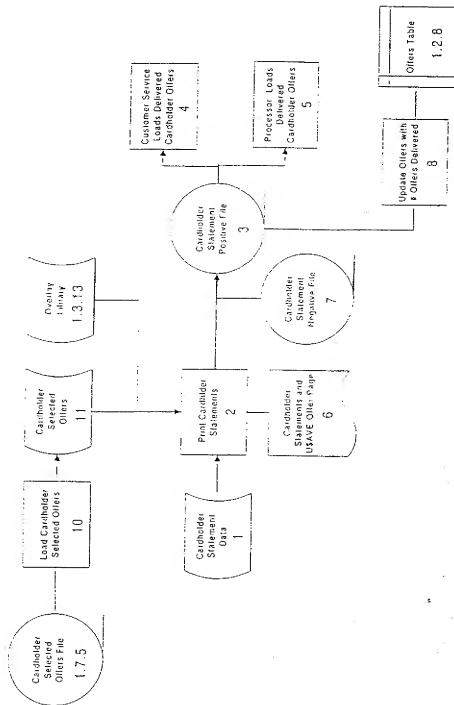 Cardholder
Selected
Offers File
1.7.5
Load Cardholder
Selected Offers
10
Cardholder
Selected
Offers
11
Overlay
Library
1.3.13
Cardholder
Statement
Data
1
Print Cardholder
Statements
2
Cardholder
Statements and
U$AVE Offer Page
6
Cardholder
Statement
Positive File
3
Cardholder
Statement
Negative File
7
Customer Service
Loads Delivered
Cardholder Offers
4
Processor Loads
Delivered
Cardholder Offers
5
Update Offers with
# Offers Delivered
8
Offers Table
1.2.8